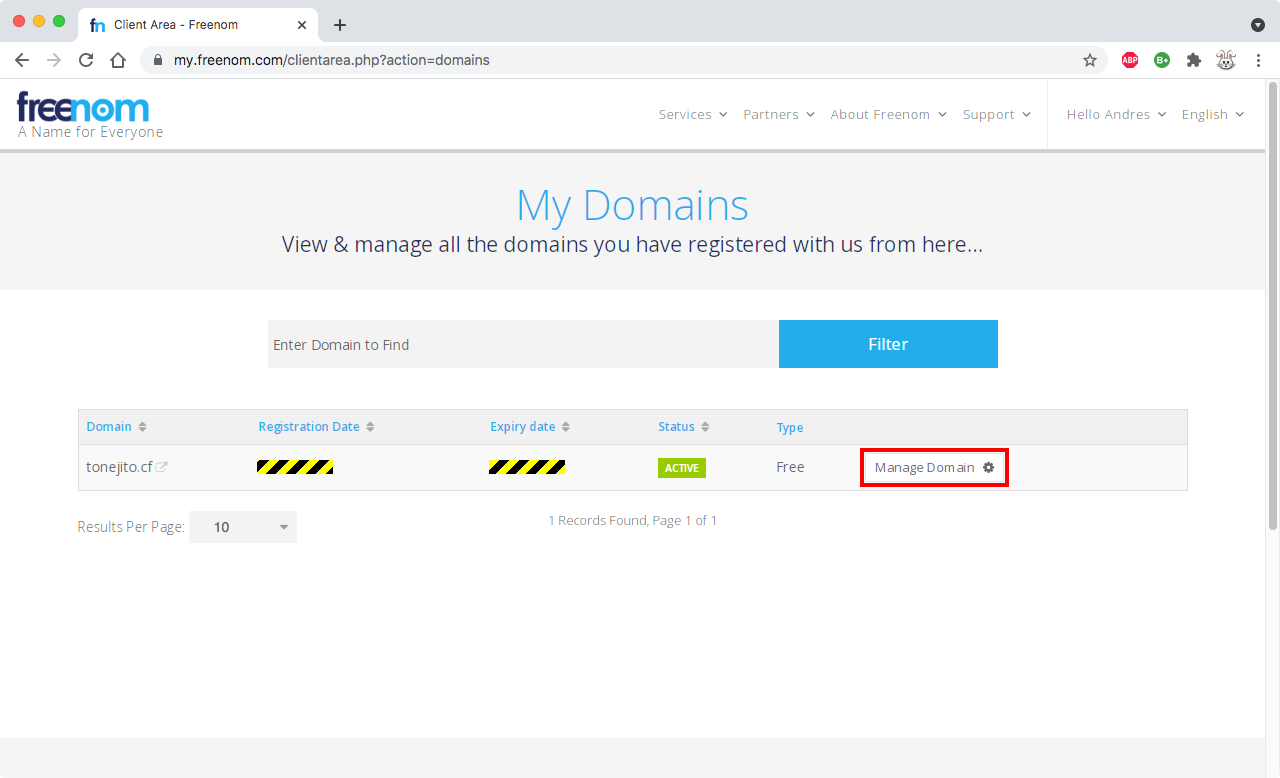 Client Area - Freenom
my.freenom.com/clientarea.php?action=domains
ABP
B+
freenom
A Name for Everyone
Services Partners About Freenom Support Hello Andres English
My Domains
View & manage all the domains you have registered with us from here...
Enter Domain to Find Filter
Domain Registration Date Expiry date Status Type
tonejito.cf ACTIVE Free Manage Domain
Results Per Page: 10 1 Records Found, Page 1 of 1